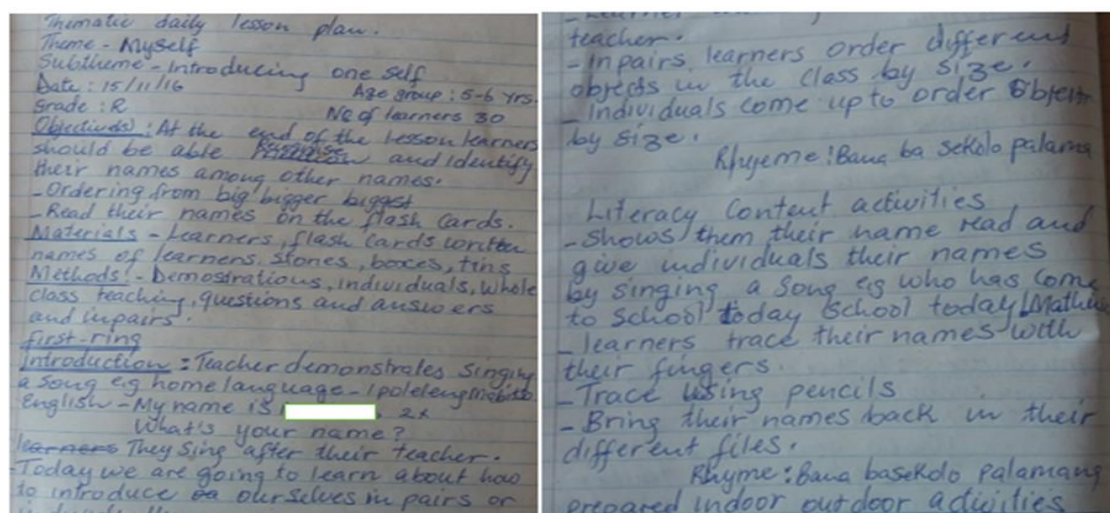 Thematic daily lesson plan.
Theme - Myself
Subtheme - Introducing one self
Date : 15/11/16 Age group : 5-6 yrs.
Grade : R No of learners 30
Objectives : At the end of the lesson learners
should be able Recognise and identify
their names among other names.
- Ordering from big bigger biggest
- Read their names on the flash cards.
Materials - Learners, flash cards written
names of learners, stones, boxes, tins
Methods : - Demostrations, individuals, whole
class teaching, questions and answers
and inpairs.
First-ring
Introduction : Teacher demonstrates singing
a song eg home language -
English - My name is 2x
What's your name?
learners They sing after their teacher.
- Today we are going to learn about how
to introduce ourselves in pairs or
teacher.
- Inpairs learners order different
objects in the class by size.
- Individuals come up to order objects
by size.
Rhyeme : Bana ba sekolo palama
Literacy Content activities
- Shows them their name read and
give individuals their names
by singing a song eg who has come
to school today school today
- learners trace their names with
their fingers.
- Trace using pencils
- Bring their names back in their
different files.
Rhyme : Bana basekolo palamang
prepared indoor outdoor activities